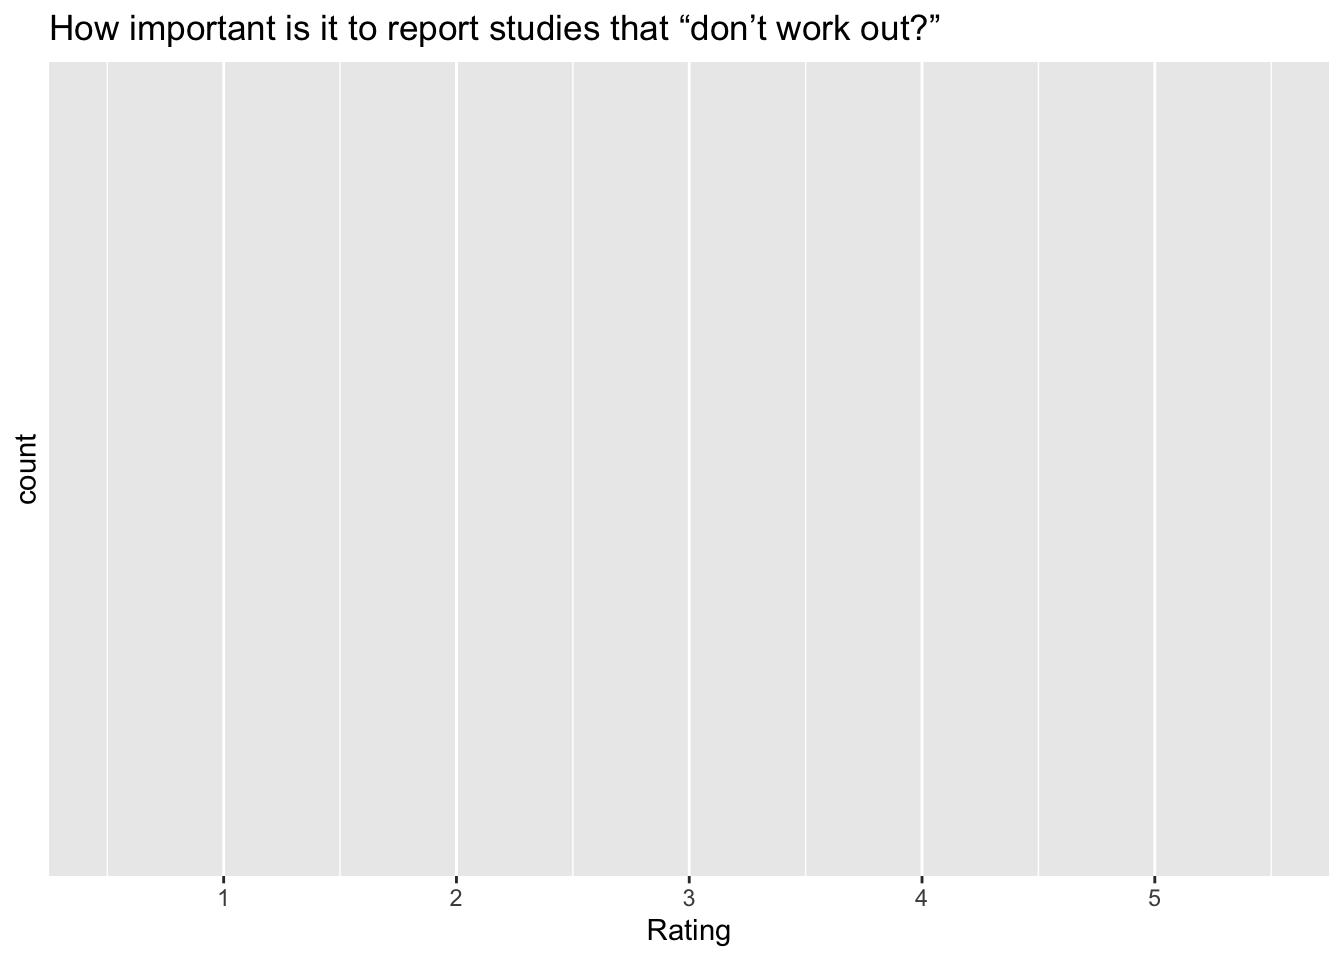 How important is it to report studies that “don’t work out?”
count
1 2 3 4 5
Rating